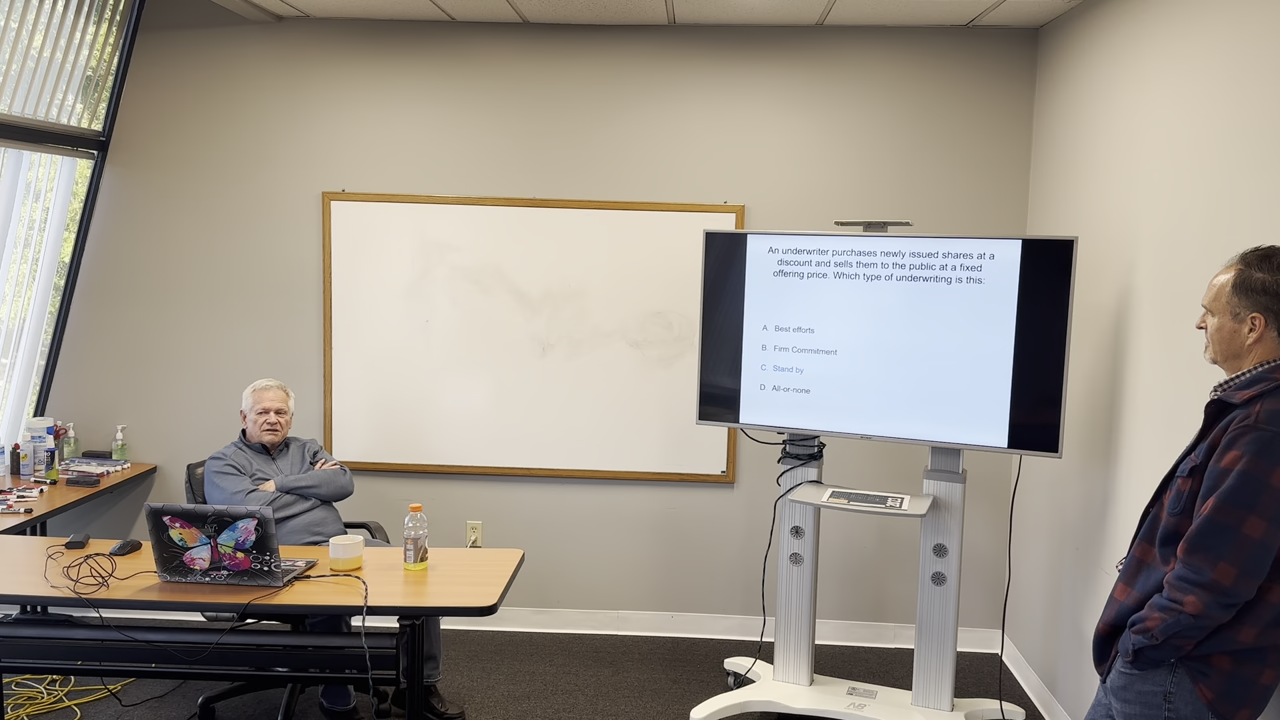 An underwriter purchases newly issued shares at a
discount and sells them to the public at a fixed
offering price. Which type of underwriting is this:
A. Best efforts
B. Firm Commitment
C. Stand by
D. All-or-none